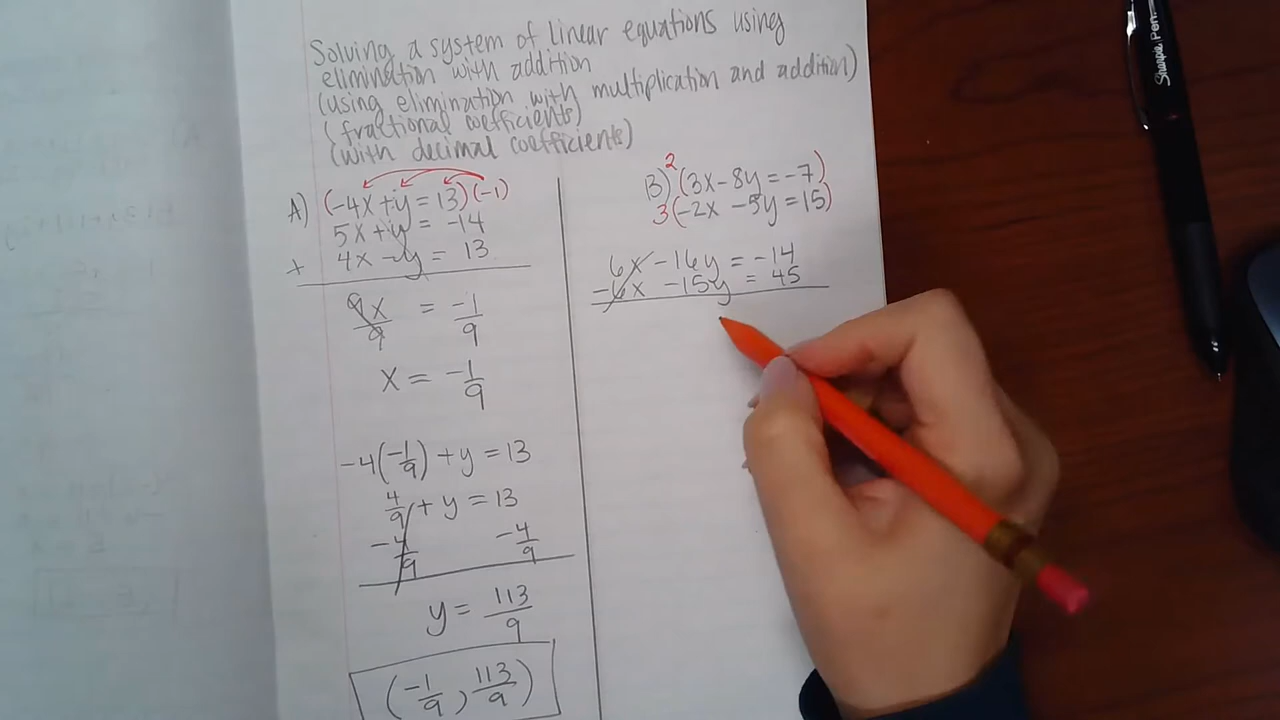 Solving a system of linear equations using
elimination with addition
(using elimination with multiplication and addition)
(fractional coefficients)
(with decimal coefficients)
A) (-4x + y = 13)(-1)
5x + y = -14
+ 4x - y = 13
9x/9 = -1/9
x = -1/9
-4(-1/9) + y = 13
4/9 + y = 13
-4/9 -4/9
y = 113/9
(-1/9, 113/9)
B) 2(3x - 8y = -7)
3(-2x - 5y = 15)
6x - 16y = -14
-6x - 15y = 45
Sharpie Pen.